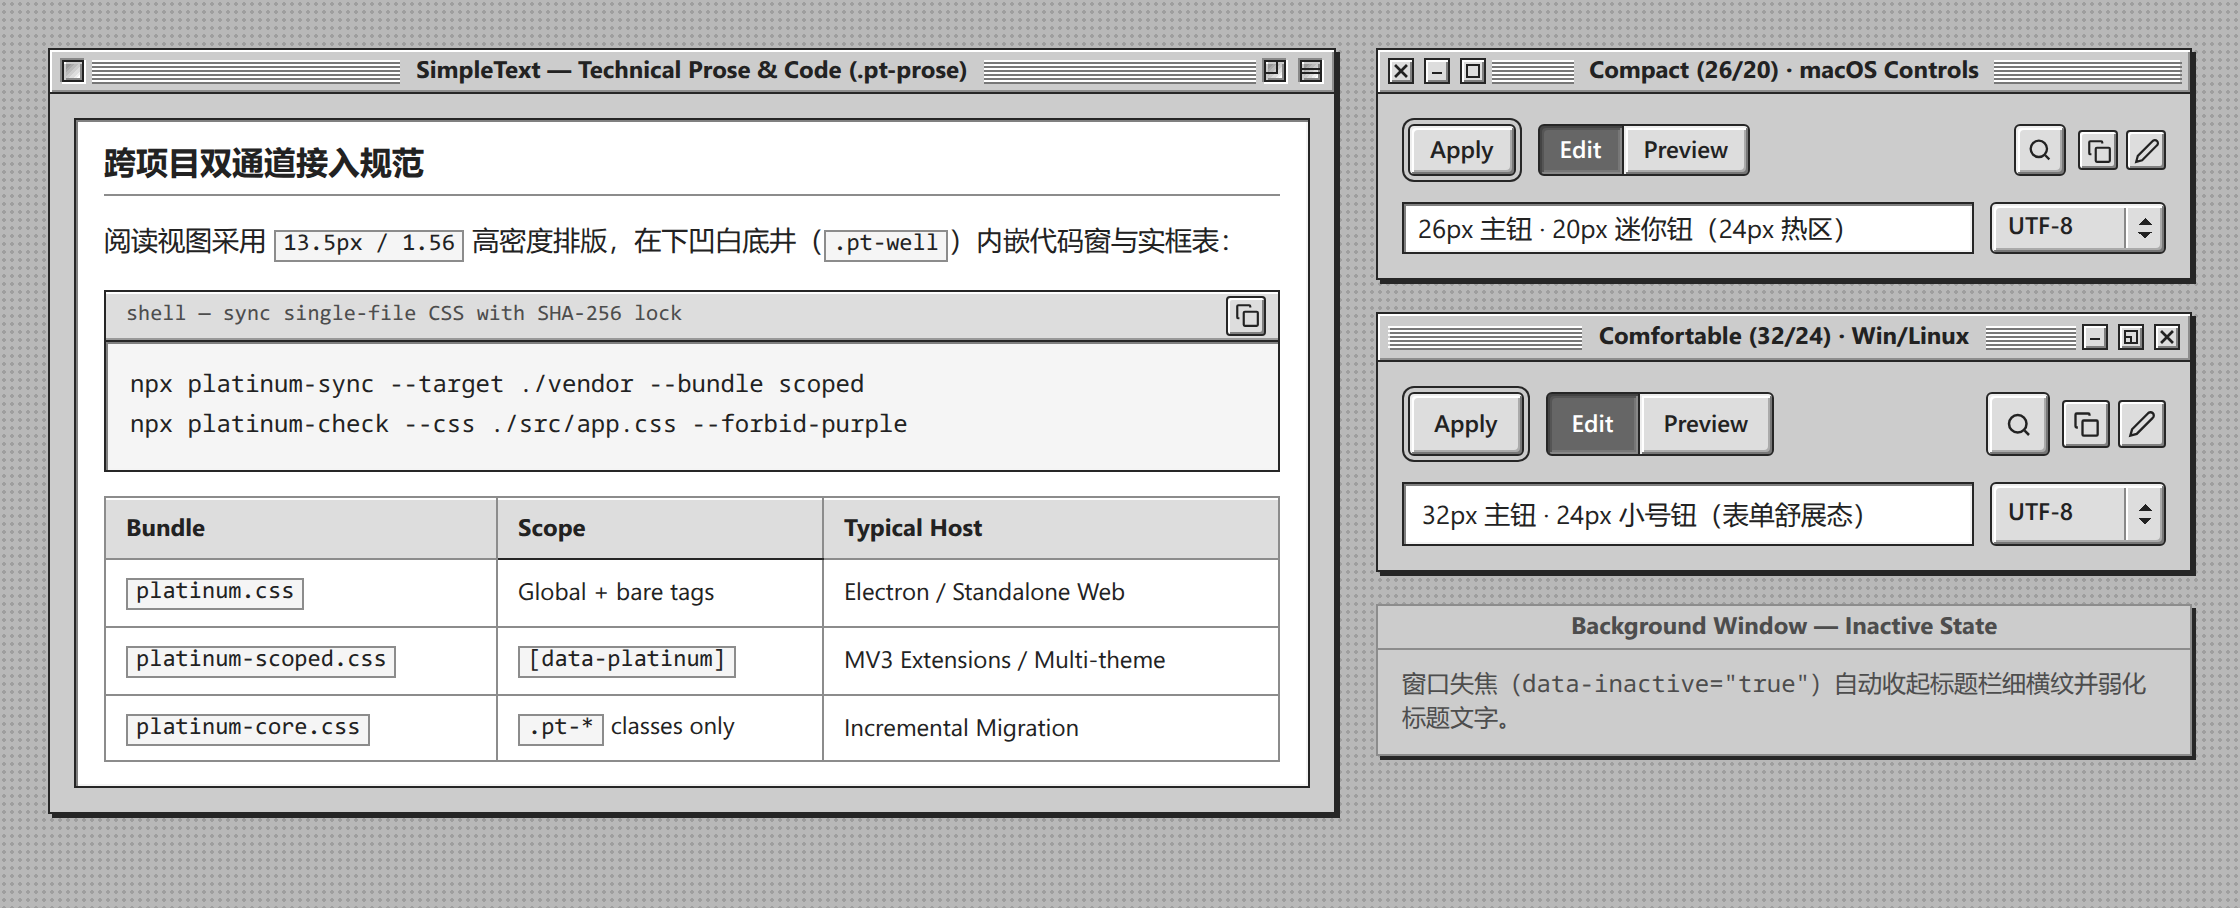 SimpleText — Technical Prose & Code (.pt-prose)
跨项目双通道接入规范
阅读视图采用 13.5px / 1.56 高密度排版，在下凹白底井（.pt-well）内嵌代码窗与实框表：
shell — sync single-file CSS with SHA-256 lock
npx platinum-sync --target ./vendor --bundle scoped
npx platinum-check --css ./src/app.css --forbid-purple
Bundle Scope Typical Host
platinum.css Global + bare tags Electron / Standalone Web
platinum-scoped.css [data-platinum] MV3 Extensions / Multi-theme
platinum-core.css .pt-* classes only Incremental Migration
Compact (26/20) · macOS Controls
Apply Edit Preview
26px 主钮 · 20px 迷你钮（24px 热区） UTF-8
Comfortable (32/24) · Win/Linux
Apply Edit Preview
32px 主钮 · 24px 小号钮（表单舒展态） UTF-8
Background Window — Inactive State
窗口失焦（data-inactive="true"）自动收起标题栏细横纹并弱化
标题文字。